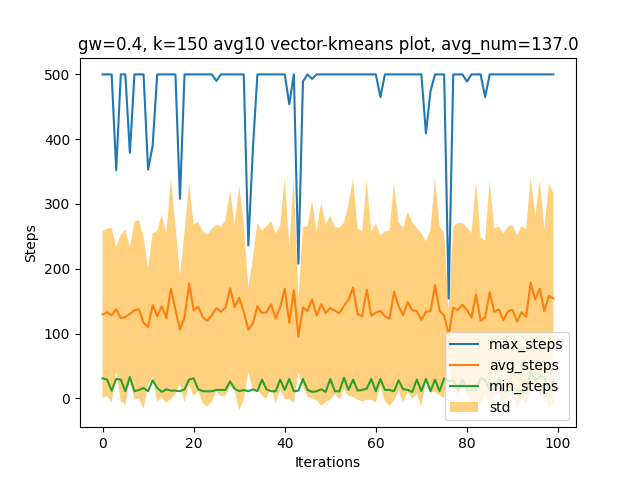 gw=0.4, k=150 avg10 vector-kmeans plot, avg_num=137.0
500
400
300
200
100
0
Steps
0
20
40
60
80
100
Iterations
max_steps
avg_steps
min_steps
std